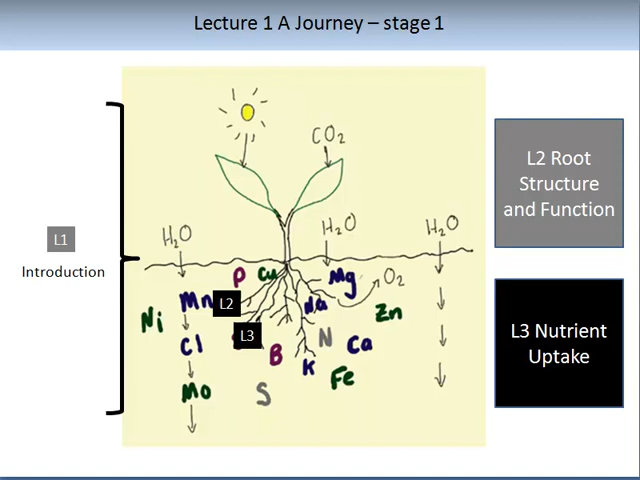 Lecture 1 A Journey – stage 1
CO2
L2 Root
Structure
and Function
H2O
H2O
H2O
L1
Introduction
P
Cu
Mg
O2
Mn
L2
Na
Zn
Ni
L3
L3 Nutrient
Uptake
Cl
B
N
Ca
K
Fe
Mo
S